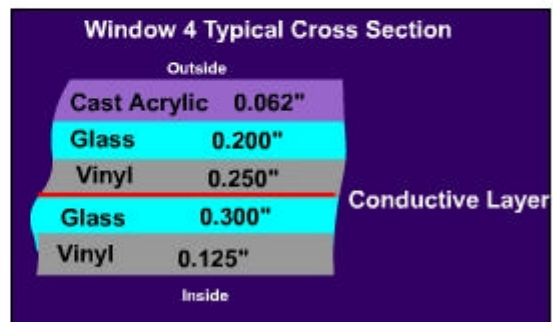 Window 4 Typical Cross Section
Outside
Cast Acrylic 0.062"
Glass 0.200"
Vinyl 0.250"
Conductive Layer
Glass 0.300"
Vinyl 0.125"
Inside